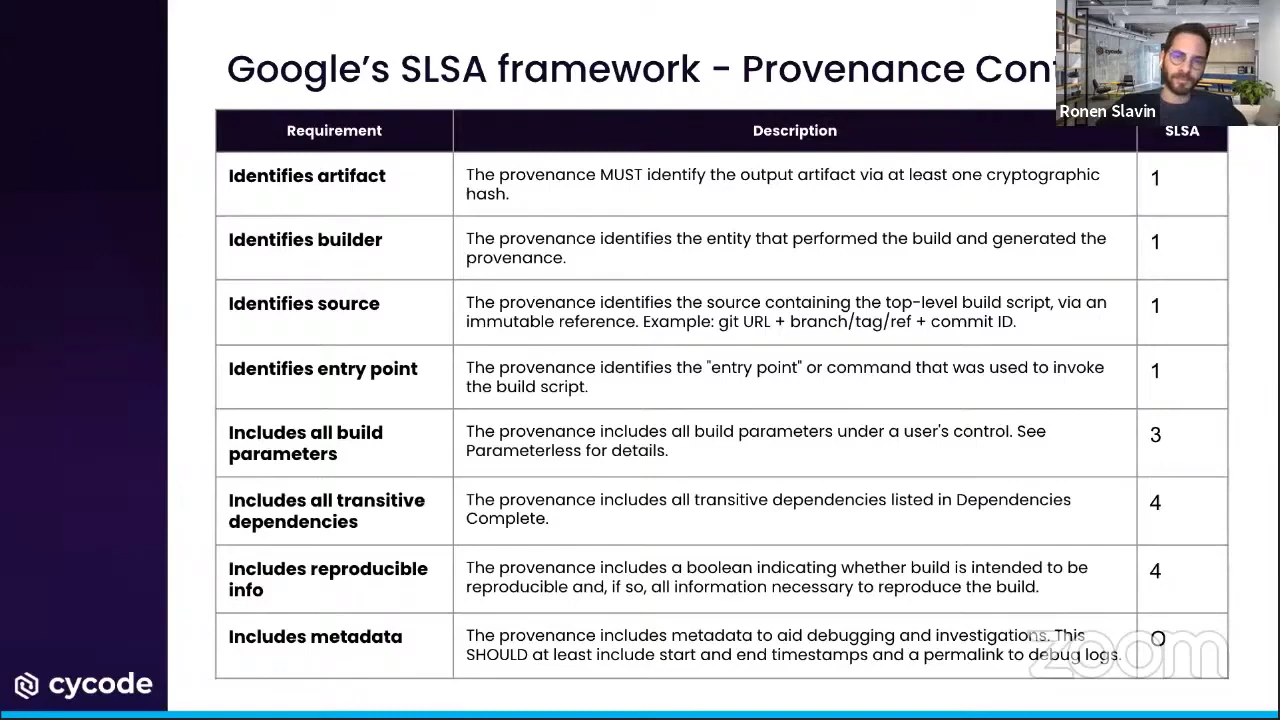 Google's SLSA framework - Provenance Cont
Ronen Slavin
Requirement
Description
SLSA
Identifies artifact
The provenance MUST identify the output artifact via at least one cryptographic
hash.
1
Identifies builder
The provenance identifies the entity that performed the build and generated the
provenance.
1
Identifies source
The provenance identifies the source containing the top-level build script, via an
immutable reference. Example: git URL + branch/tag/ref + commit ID.
1
Identifies entry point
The provenance identifies the "entry point" or command that was used to invoke
the build script.
1
Includes all build
parameters
The provenance includes all build parameters under a user's control. See
Parameterless for details.
3
Includes all transitive
dependencies
The provenance includes all transitive dependencies listed in Dependencies
Complete.
4
Includes reproducible
info
The provenance includes a boolean indicating whether build is intended to be
reproducible and, if so, all information necessary to reproduce the build.
4
Includes metadata
The provenance includes metadata to aid debugging and investigations. This
SHOULD at least include start and end timestamps and a permalink to debug logs.
O
zoom
cycode
cycode